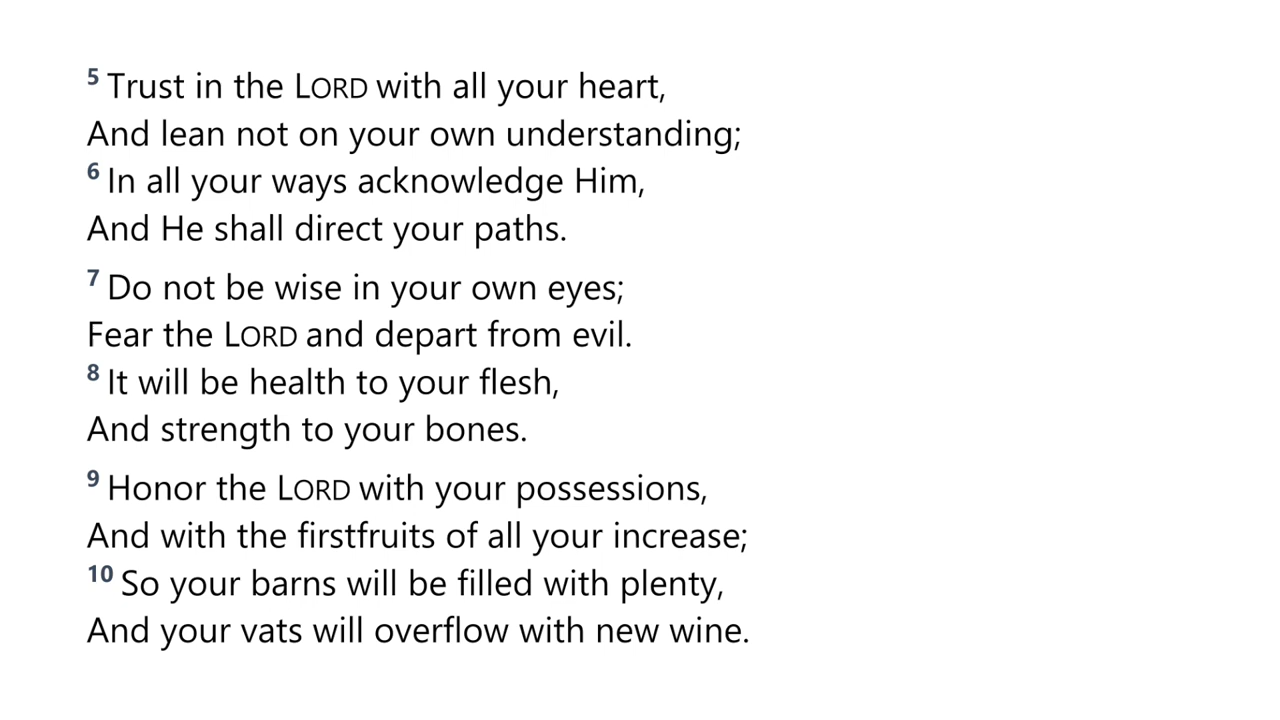 5 Trust in the LORD with all your heart,
And lean not on your own understanding;
6 In all your ways acknowledge Him,
And He shall direct your paths.
7 Do not be wise in your own eyes;
Fear the LORD and depart from evil.
8 It will be health to your flesh,
And strength to your bones.
9 Honor the LORD with your possessions,
And with the firstfruits of all your increase;
10 So your barns will be filled with plenty,
And your vats will overflow with new wine.